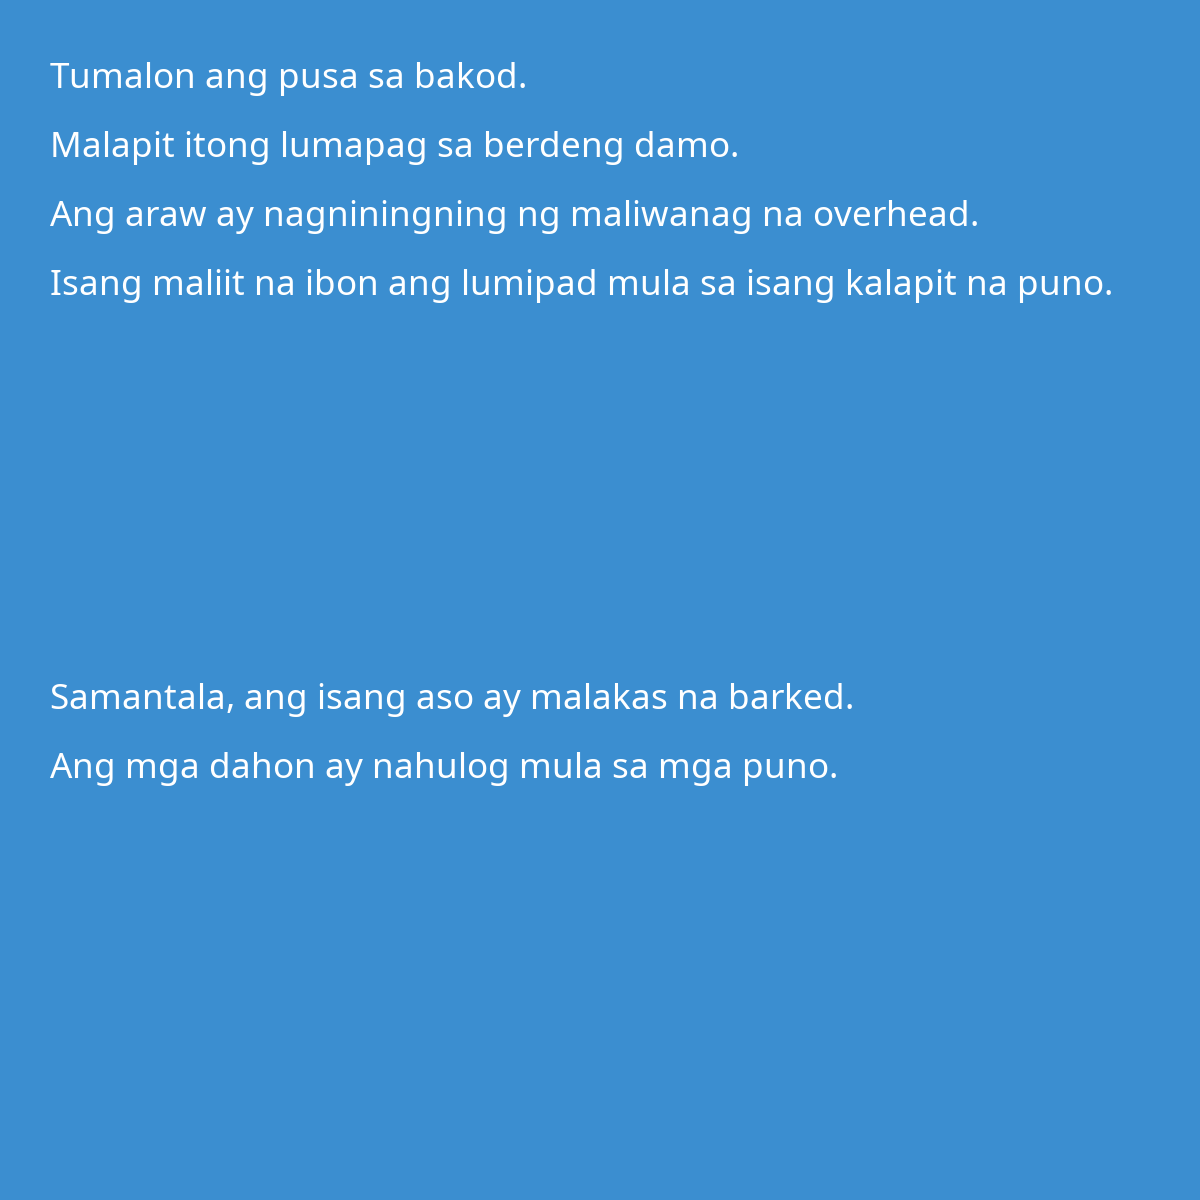 Tumalon ang pusa sa bakod.
Malapit itong lumapag sa berdeng damo.
Ang araw ay nagniningning ng maliwanag na overhead.
Isang maliit na ibon ang lumipad mula sa isang kalapit na puno.
Samantala, ang isang aso ay malakas na barked.
Ang mga dahon ay nahulog mula sa mga puno.